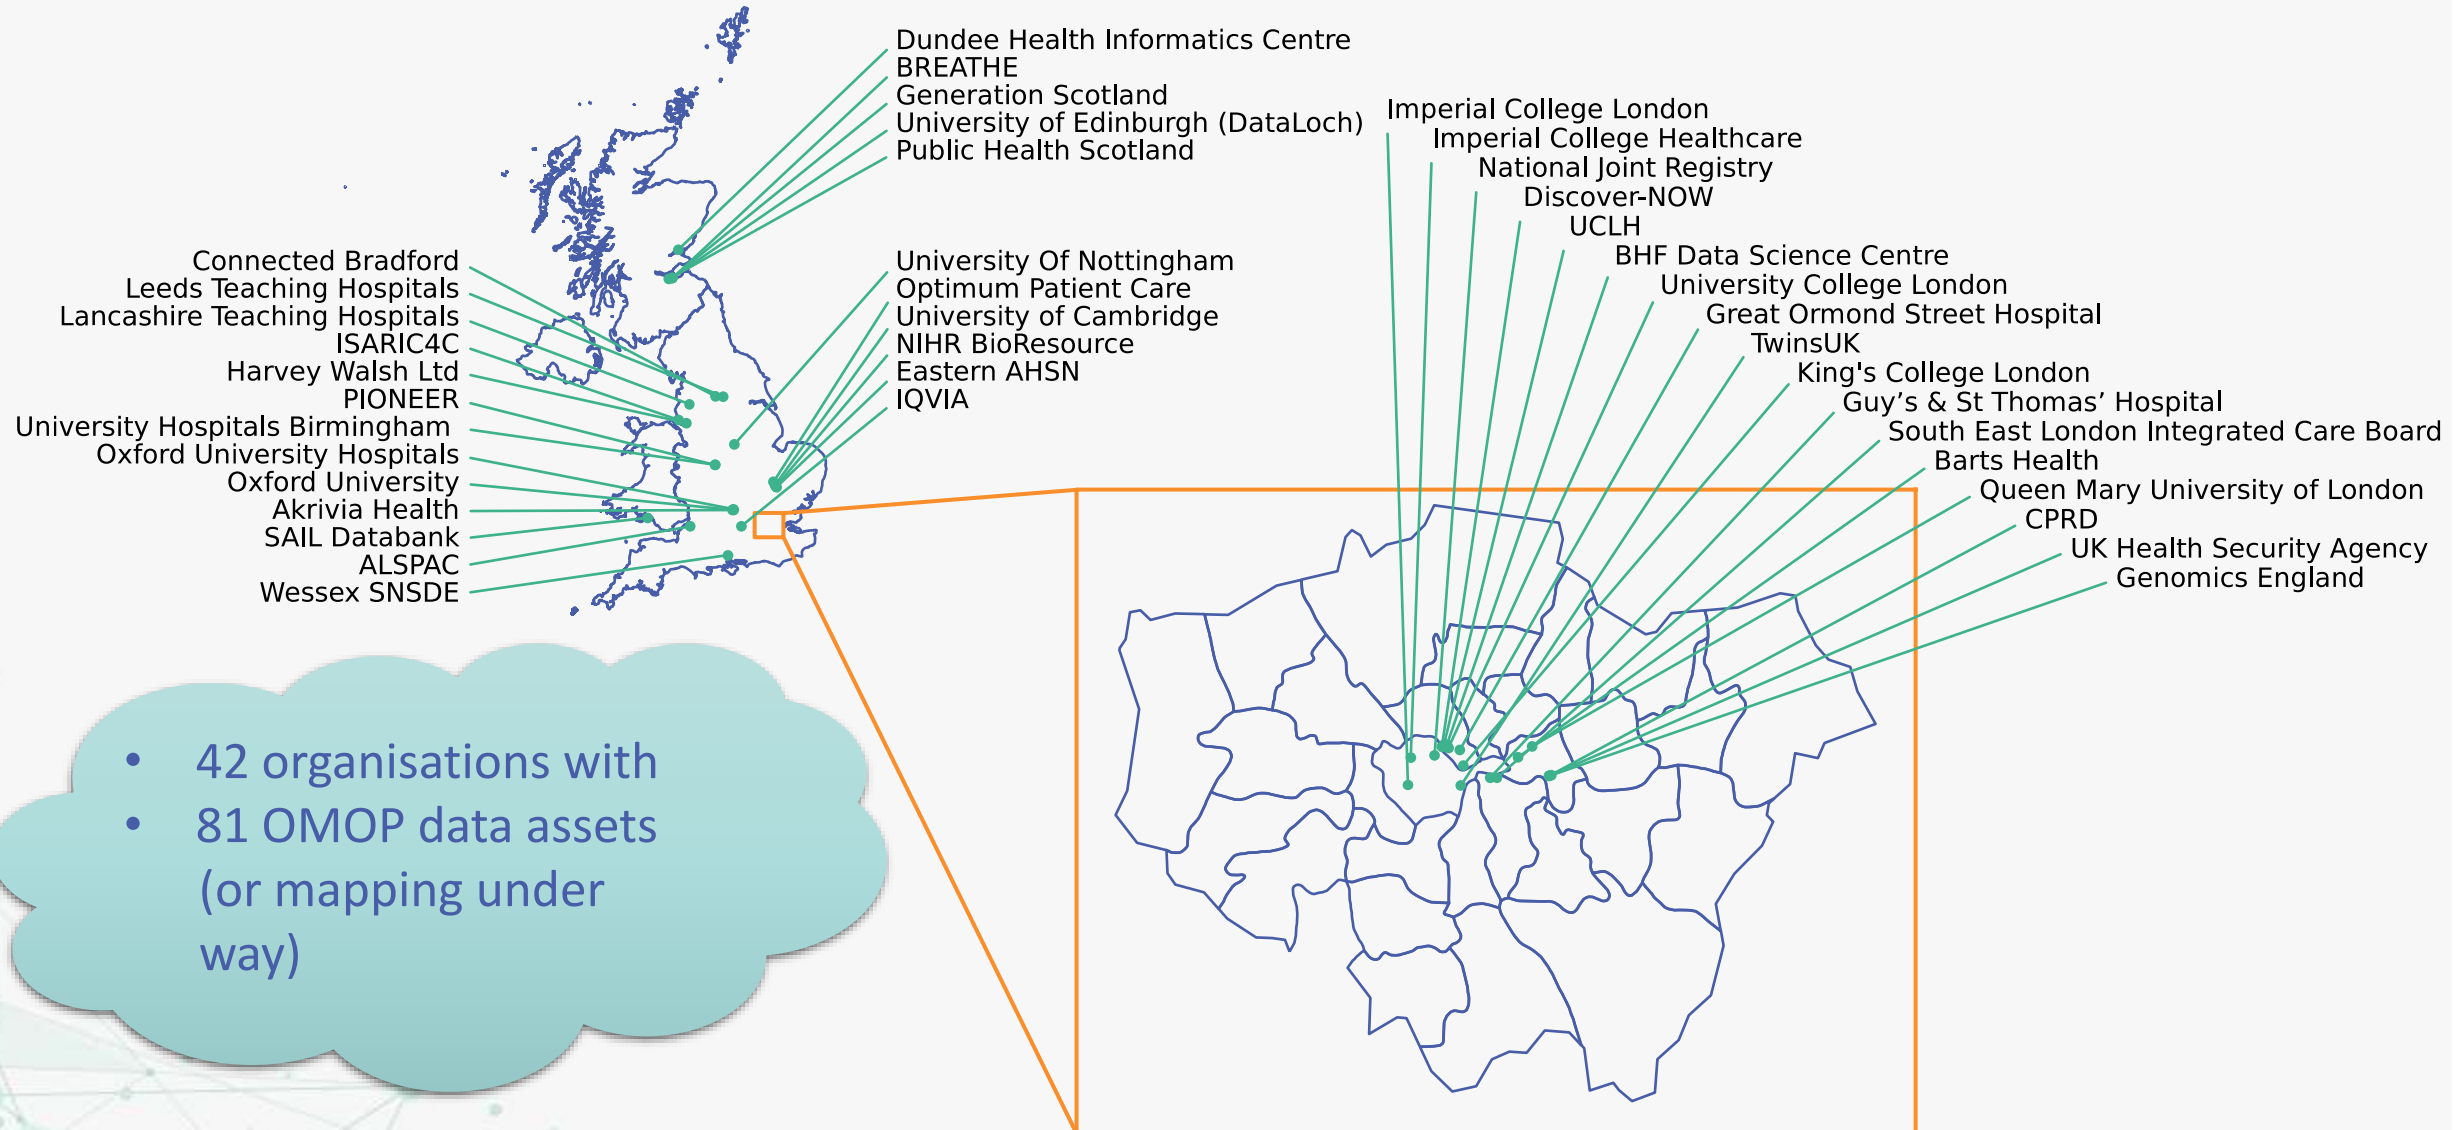 Dundee Health Informatics Centre
BREATHE
Generation Scotland
University of Edinburgh (DataLoch)
Public Health Scotland
Connected Bradford
Leeds Teaching Hospitals
Lancashire Teaching Hospitals
ISARIC4C
Harvey Walsh Ltd
PIONEER
University Hospitals Birmingham
Oxford University Hospitals
Oxford University
Akrivia Health
SAIL Databank
ALSPAC
Wessex SNSDE
University Of Nottingham
Optimum Patient Care
University of Cambridge
NIHR BioResource
Eastern AHSN
IQVIA
Imperial College London
Imperial College Healthcare
National Joint Registry
Discover-NOW
UCLH
BHF Data Science Centre
University College London
Great Ormond Street Hospital
TwinsUK
King's College London
Guy’s & St Thomas’ Hospital
South East London Integrated Care Board
Barts Health
Queen Mary University of London
CPRD
UK Health Security Agency
Genomics England
• 42 organisations with
• 81 OMOP data assets
(or mapping under
way)